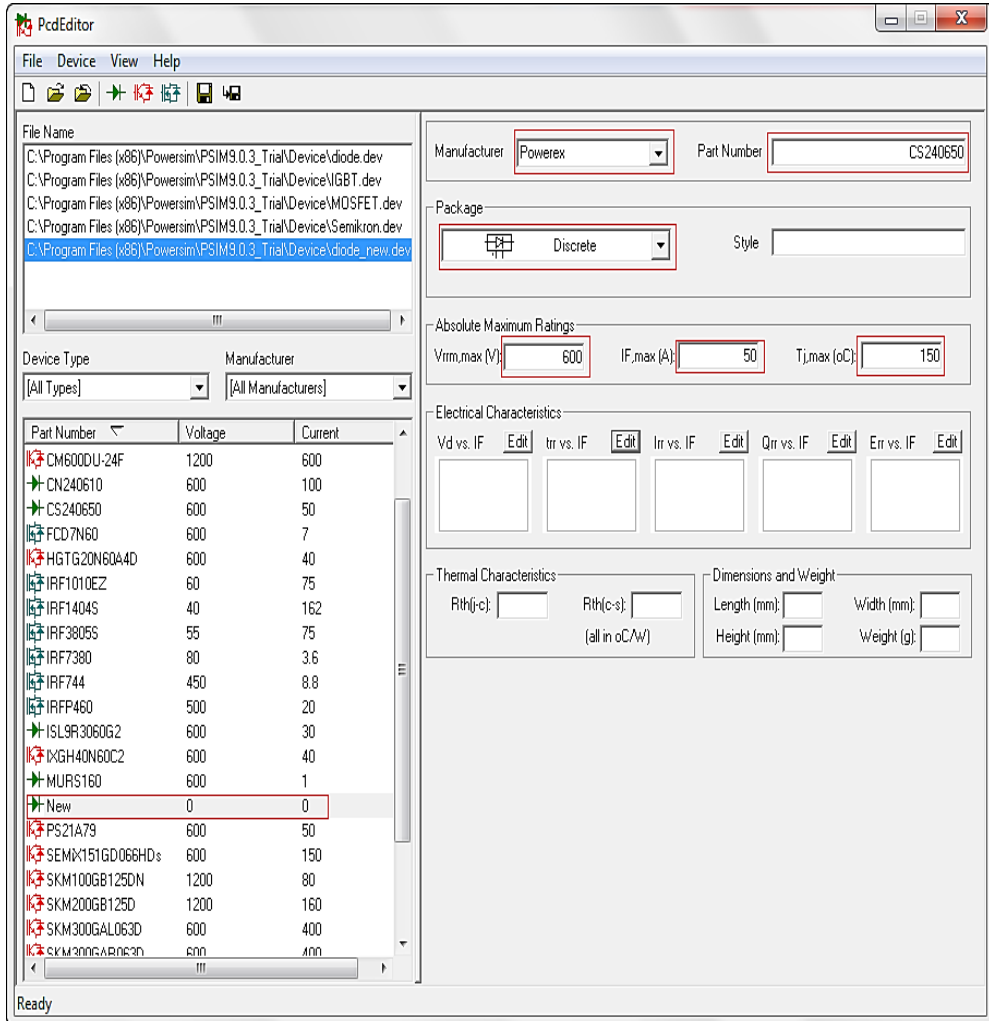 PcdEditor
File Device View Help
File Name
C:\Program Files (x86)\Powersim\PSIM9.0.3_Trial\Device\diode.dev
C:\Program Files (x86)\Powersim\PSIM9.0.3_Trial\Device\IGBT.dev
C:\Program Files (x86)\Powersim\PSIM9.0.3_Trial\Device\MOSFET.dev
C:\Program Files (x86)\Powersim\PSIM9.0.3_Trial\Device\Semikron.dev
C:\Program Files (x86)\Powersim\PSIM9.0.3_Trial\Device\diode_new.dev
Device Type Manufacturer
[All Types] [All Manufacturers]
Part Number Voltage Current
CM600DU-24F 1200 600
CN240610 600 100
CS240650 600 50
FCD7N60 600 7
HGTG20N60A4D 600 40
IRF1010EZ 60 75
IRF1404S 40 162
IRF3805S 55 75
IRF7380 80 3.6
IRF744 450 8.8
IRFP460 500 20
ISL9R3060G2 600 30
IXGH40N60C2 600 40
MURS160 600 1
New 0 0
PS21A79 600 50
SEMiX151GD066HDs 600 150
SKM100GB125DN 1200 80
SKM200GB125D 1200 160
SKM300GAL063D 600 400
SKM300GAR063D 600 400
Manufacturer Powerex Part Number CS240650
Package
Discrete Style
Absolute Maximum Ratings
Vrrm,max (V): 600 IF,max (A): 50 Tj,max (oC): 150
Electrical Characteristics
Vd vs. IF Edit trr vs. IF Edit Irr vs. IF Edit Qrr vs. IF Edit Err vs. IF Edit
Thermal Characteristics
Rth(j-c): Rth(c-s):
(all in oC/W)
Dimensions and Weight
Length (mm): Width (mm):
Height (mm): Weight (g):
Ready